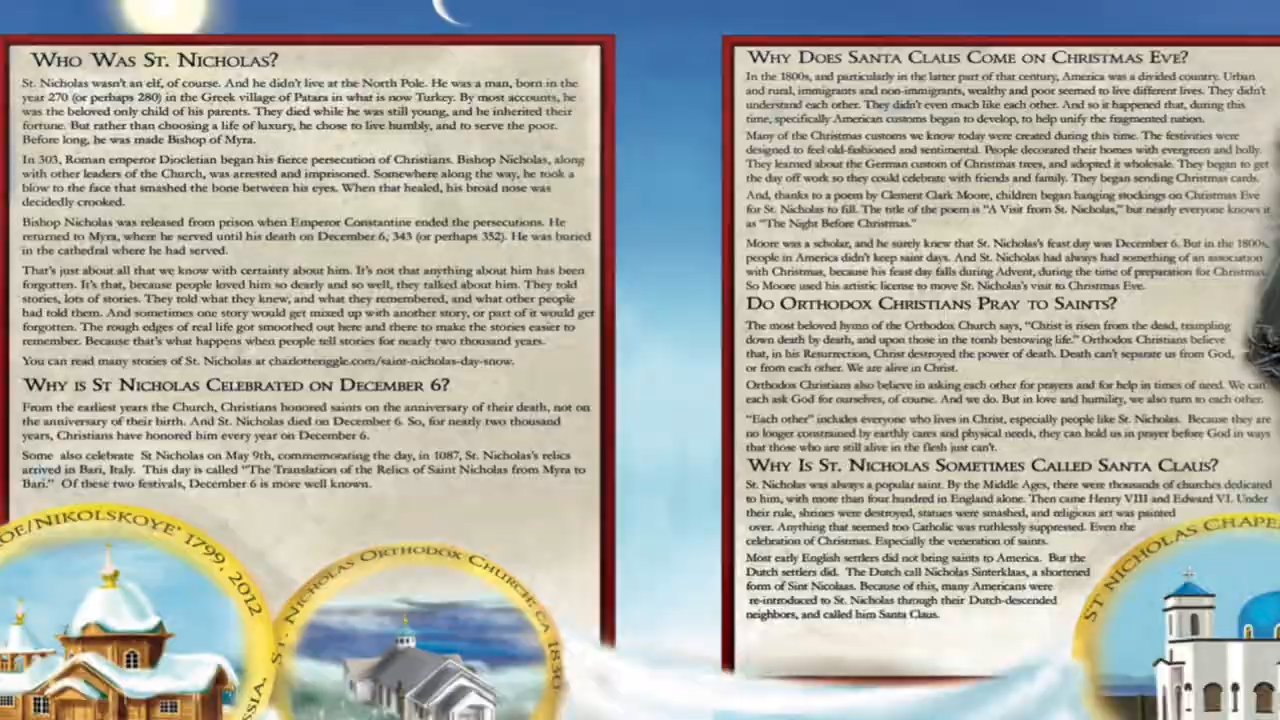 WHO WAS ST. NICHOLAS?
St. Nicholas wasn't an elf, of course. And he didn't live at the North Pole. He was a man, born in the
year 270 (or perhaps 280) in the Greek village of Patara in what is now Turkey. By most accounts, he
was the beloved only child of his parents. They died while he was still young, and he inherited their
fortune. But rather than choosing a life of luxury, he chose to live humbly, and to serve the poor.
Before long, he was made Bishop of Myra.
In 303, Roman emperor Diocletian began his fierce persecution of Christians. Bishop Nicholas, along
with other leaders of the Church, was arrested and imprisoned. Somewhere along the way, he took a
blow to the face that smashed the bone between his eyes. When that healed, his broad nose was
decidedly crooked.
Bishop Nicholas was released from prison when Emperor Constantine ended the persecutions. He
returned to Myra, where he served until his death on December 6, 343 (or perhaps 352). He was buried
in the cathedral where he had served.
That's just about all that we know with certainty about him. It's not that anything about him has been
forgotten. It's that, because people loved him so dearly and so well, they talked about him. They told
stories, lots of stories. They told what they knew, and what they remembered, and what other people
had told them. And sometimes one story would get mixed up with another story, or part of it would get
forgotten. The rough edges of real life got smoothed out here and there to make the stories easier to
remember. Because that's what happens when people tell stories for nearly two thousand years.
You can read many stories of St. Nicholas at charlotteriggle.com/saint-nicholas-day-snow.
WHY IS ST NICHOLAS CELEBRATED ON DECEMBER 6?
From the earliest years the Church, Christians honored saints on the anniversary of their death, not on
the anniversary of their birth. And St. Nicholas died on December 6. So, for nearly two thousand
years, Christians have honored him every year on December 6.
Some also celebrate St Nicholas on May 9th, commemorating the day, in 1087, St. Nicholas's relics
arrived in Bari, Italy. This day is called "The Translation of the Relics of Saint Nicholas from Myra to
Bari." Of these two festivals, December 6 is more well known.
OE/NIKOLSKOYE' 1799, 2012
SSIA.
ST. NICHOLAS ORTHODOX CHURCH, CA 1830
WHY DOES SANTA CLAUS COME ON CHRISTMAS EVE?
In the 1800s, and particularly in the latter part of that century, America was a divided country. Urban
and rural, immigrants and non-immigrants, wealthy and poor seemed to live different lives. They didn't
understand each other. They didn't even much like each other. And so it happened that, during this
time, specifically American customs began to develop, to help unify the fragmented nation.
Many of the Christmas customs we know today were created during this time. The festivities were
designed to feel old-fashioned and sentimental. People decorated their homes with evergreen and holly.
They learned about the German custom of Christmas trees, and adopted it wholesale. They began to get
the day off work so they could celebrate with friends and family. They began sending Christmas cards.
And, thanks to a poem by Clement Clark Moore, children began hanging stockings on Christmas Eve
for St. Nicholas to fill. The title of the poem is "A Visit from St. Nicholas," but nearly everyone knows it
as "The Night Before Christmas."
Moore was a scholar, and he surely knew that St. Nicholas's feast day was December 6. But in the 1800s,
people in America didn't keep saint days. And St. Nicholas had always had something of an association
with Christmas, because his feast day falls during Advent, during the time of preparation for Christmas.
So Moore used his artistic license to move St. Nicholas's visit to Christmas Eve.
DO ORTHODOX CHRISTIANS PRAY TO SAINTS?
The most beloved hymn of the Orthodox Church says, "Christ is risen from the dead, trampling
down death by death, and upon those in the tomb bestowing life." Orthodox Christians believe
that, in his Resurrection, Christ destroyed the power of death. Death can't separate us from God,
or from each other. We are alive in Christ.
Orthodox Christians also believe in asking each other for prayers and for help in times of need. We can
each ask God for ourselves, of course. And we do. But in love and humility, we also turn to each other.
"Each other" includes everyone who lives in Christ, especially people like St. Nicholas. Because they are
no longer constrained by earthly cares and physical needs, they can hold us in prayer before God in ways
that those who are still alive in the flesh just can't.
WHY IS ST. NICHOLAS SOMETIMES CALLED SANTA CLAUS?
St. Nicholas was always a popular saint. By the Middle Ages, there were thousands of churches dedicated
to him, with more than four hundred in England alone. Then came Henry VIII and Edward VI. Under
their rule, shrines were destroyed, statues were smashed, and religious art was painted
over. Anything that seemed too Catholic was ruthlessly suppressed. Even the
celebration of Christmas. Especially the veneration of saints.
Most early English settlers did not bring saints to America. But the
Dutch settlers did. The Dutch call Nicholas Sinterklaas, a shortened
form of Sint Nicolaas. Because of this, many Americans were
re-introduced to St. Nicholas through their Dutch-descended
neighbors, and called him Santa Claus.
ST NICHOLAS CHAPE